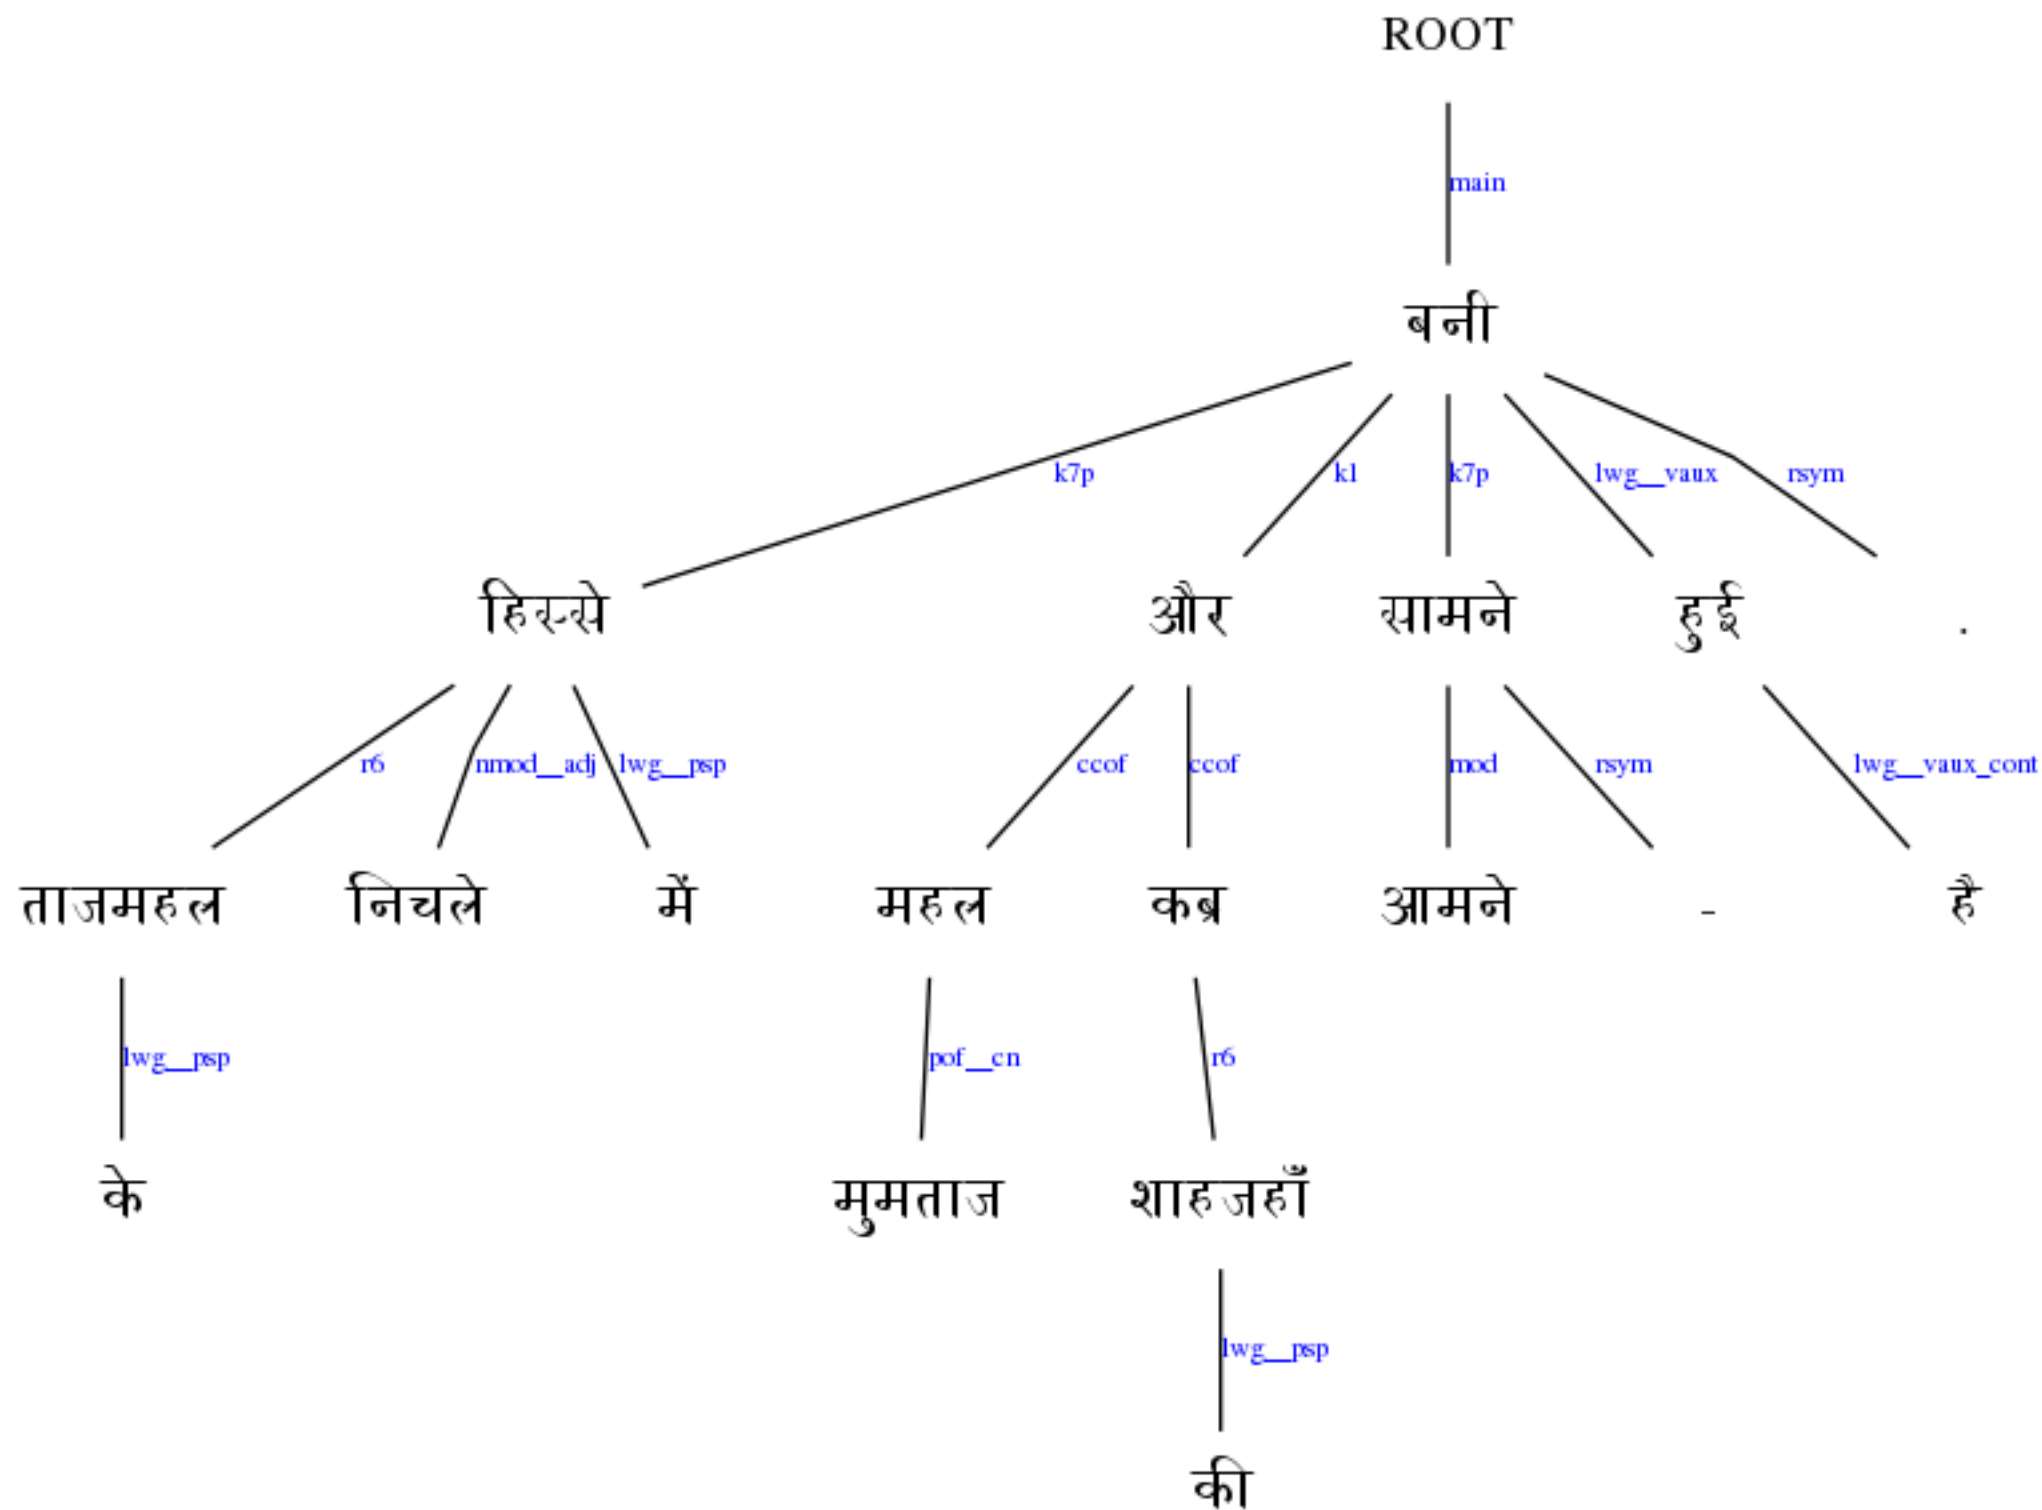 ROOT
main
बनी
k7p k1 k7p lwg__vaux rsym
हिस्से और सामने हुई .
r6 nmod__adj lwg__psp ccof ccof mod rsym lwg__vaux_cont
ताजमहल निचले में महल कब्र आमने - है
lwg__psp pof__cn r6
के मुमताज शाहजहाँ
lwg__psp
की